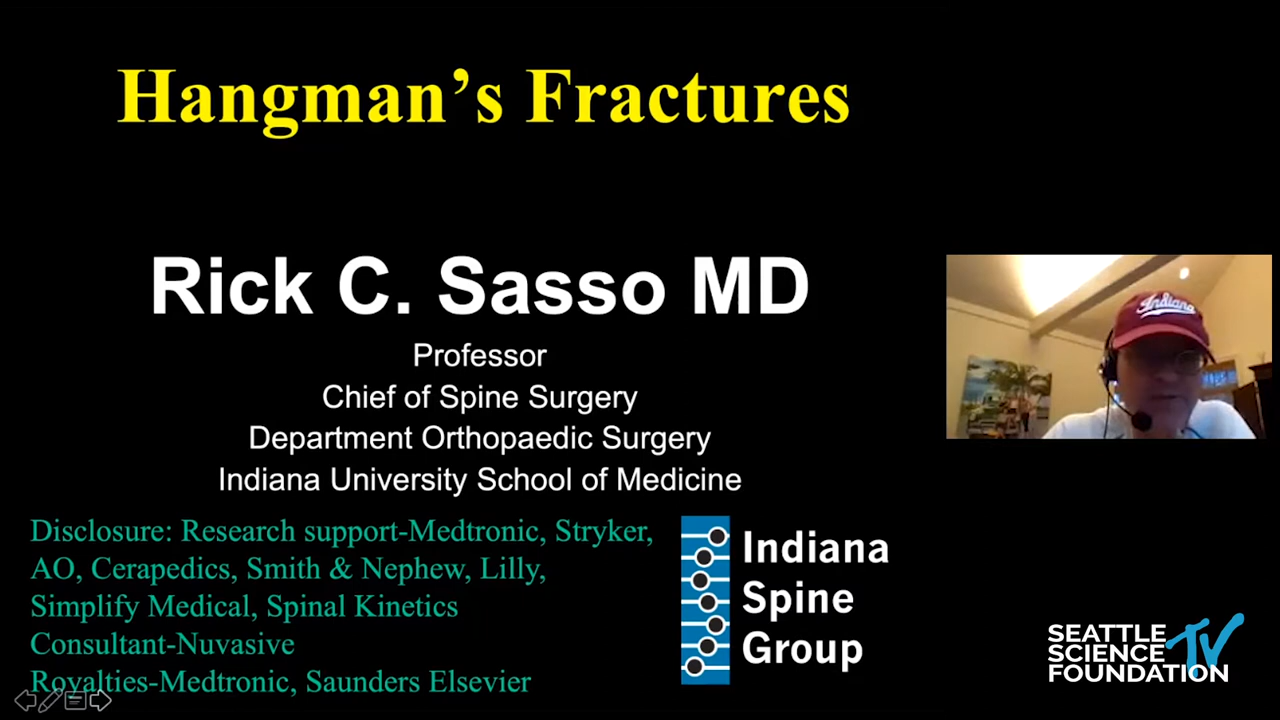 Hangman’s Fractures
Rick C. Sasso MD
Professor
Chief of Spine Surgery
Department Orthopaedic Surgery
Indiana University School of Medicine
Disclosure: Research support-Medtronic, Stryker,
AO, Cerapedics, Smith & Nephew, Lilly,
Simplify Medical, Spinal Kinetics
Consultant-Nuvasive
Royalties-Medtronic, Saunders Elsevier
Indiana
Spine
Group
Indiana
SEATTLE
SCIENCE TV
FOUNDATION